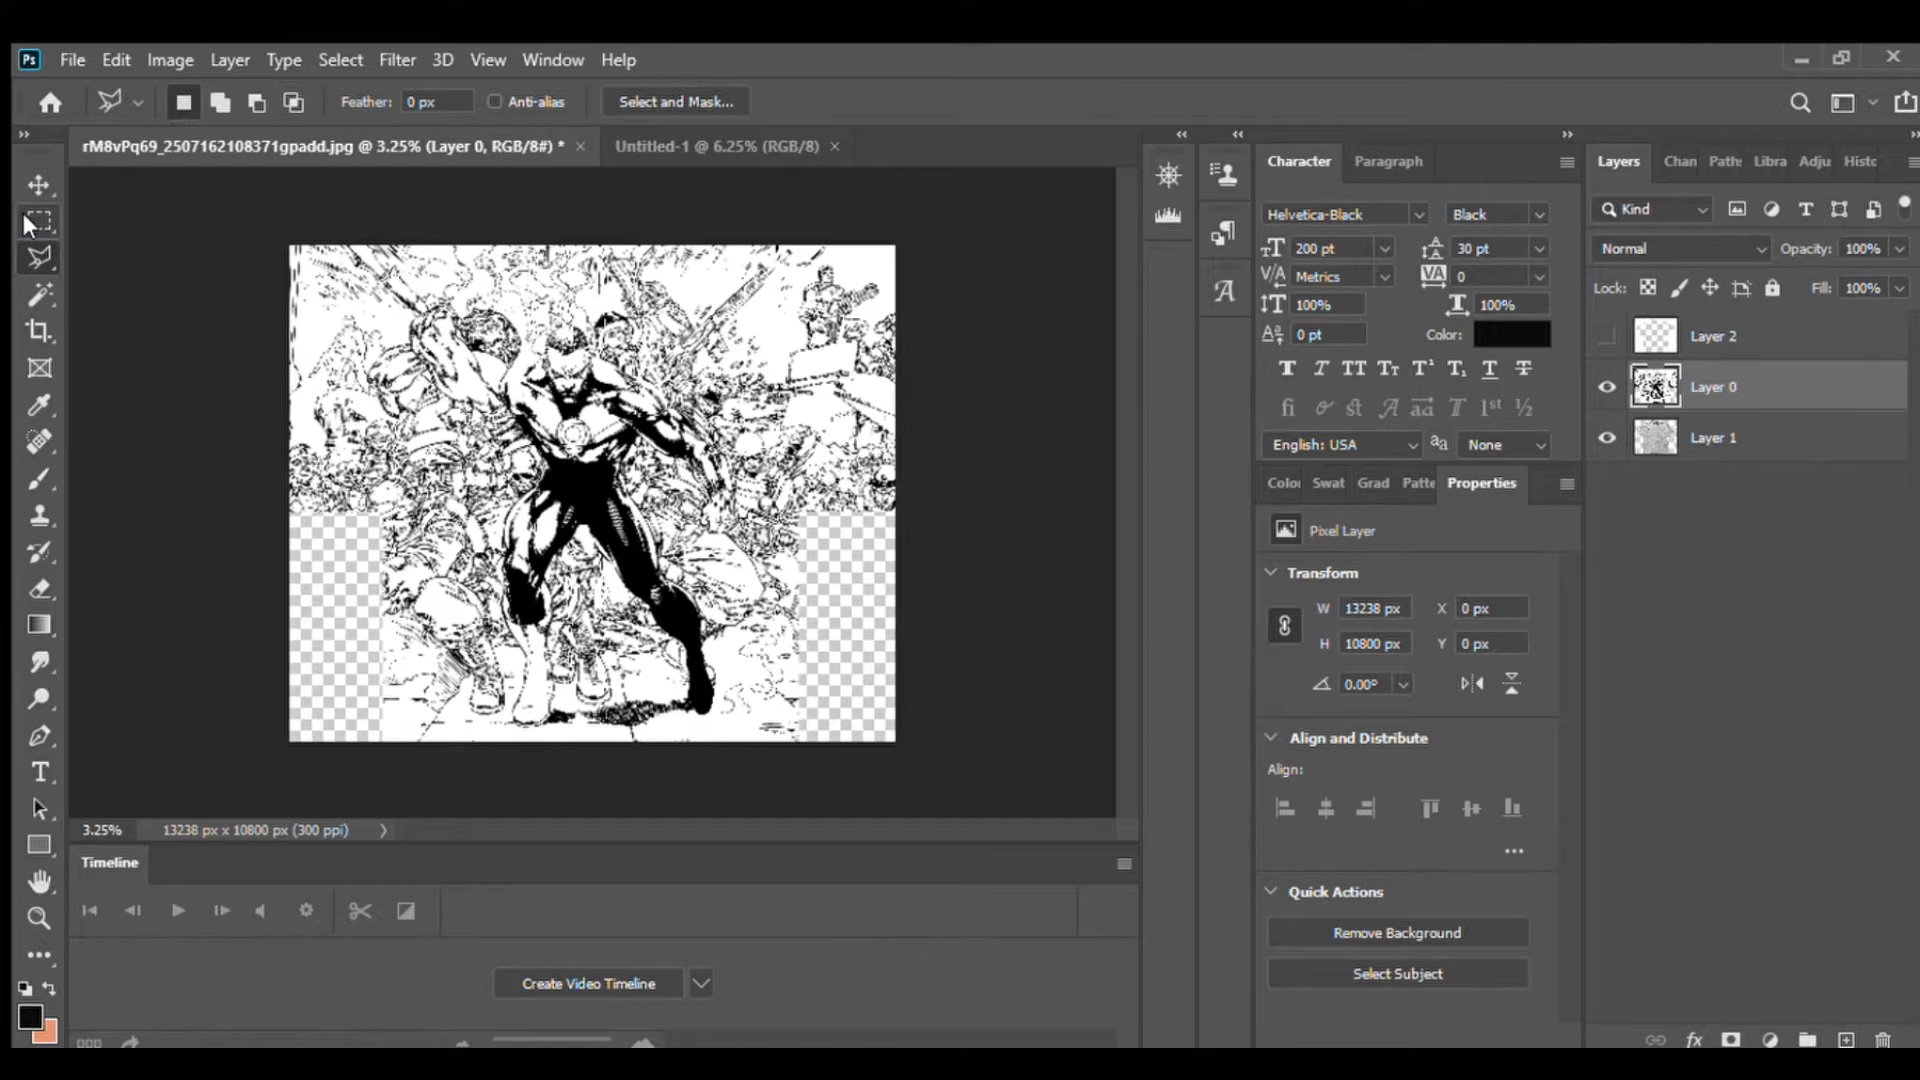 Ps File Edit Image Layer Type Select Filter 3D View Window Help
Feather: 0 px Anti-alias Select and Mask...
rM8vPq69_2507162108371gpadd.jpg @ 3.25% (Layer 0, RGB/8#) * × Untitled-1 @ 6.25% (RGB/8) ×
Character Paragraph
Layers Chan Paths Libra Adju Histo
Helvetica-Black Black
Kind
200 pt 30 pt
Normal Opacity: 100%
Metrics 0
Lock: Fill: 100%
100% 100%
0 pt Color:
Layer 2
Layer 0
Layer 1
English: USA aa None
Color Swat Grad Patte Properties
Pixel Layer
Transform
W 13238 px X 0 px
H 10800 px Y 0 px
0.00°
Align and Distribute
Align:
Quick Actions
Remove Background
Select Subject
3.25% 13238 px x 10800 px (300 ppi)
Timeline
Create Video Timeline